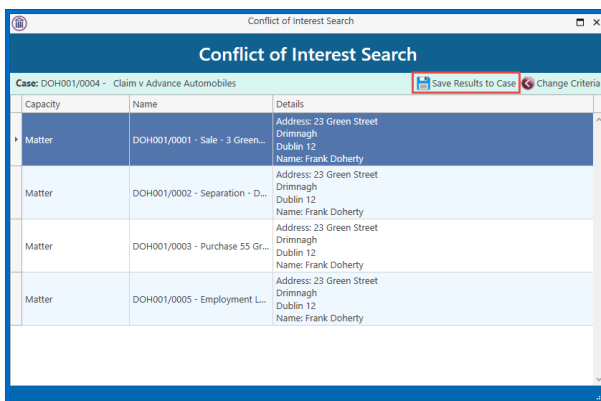 Conflict of Interest Search
Conflict of Interest Search
Case: DOH001/0004 - Claim v Advance Automobiles
Save Results to Case
Change Criteria
Capacity Name Details
Matter
DOH001/0001 - Sale - 3 Green...
Address: 23 Green Street
Drimnagh
Dublin 12
Name: Frank Doherty
Matter
DOH001/0002 - Separation - D...
Address: 23 Green Street
Drimnagh
Dublin 12
Name: Frank Doherty
Matter
DOH001/0003 - Purchase 55 Gr...
Address: 23 Green Street
Drimnagh
Dublin 12
Name: Frank Doherty
Matter
DOH001/0005 - Employment L...
Address: 23 Green Street
Drimnagh
Dublin 12
Name: Frank Doherty